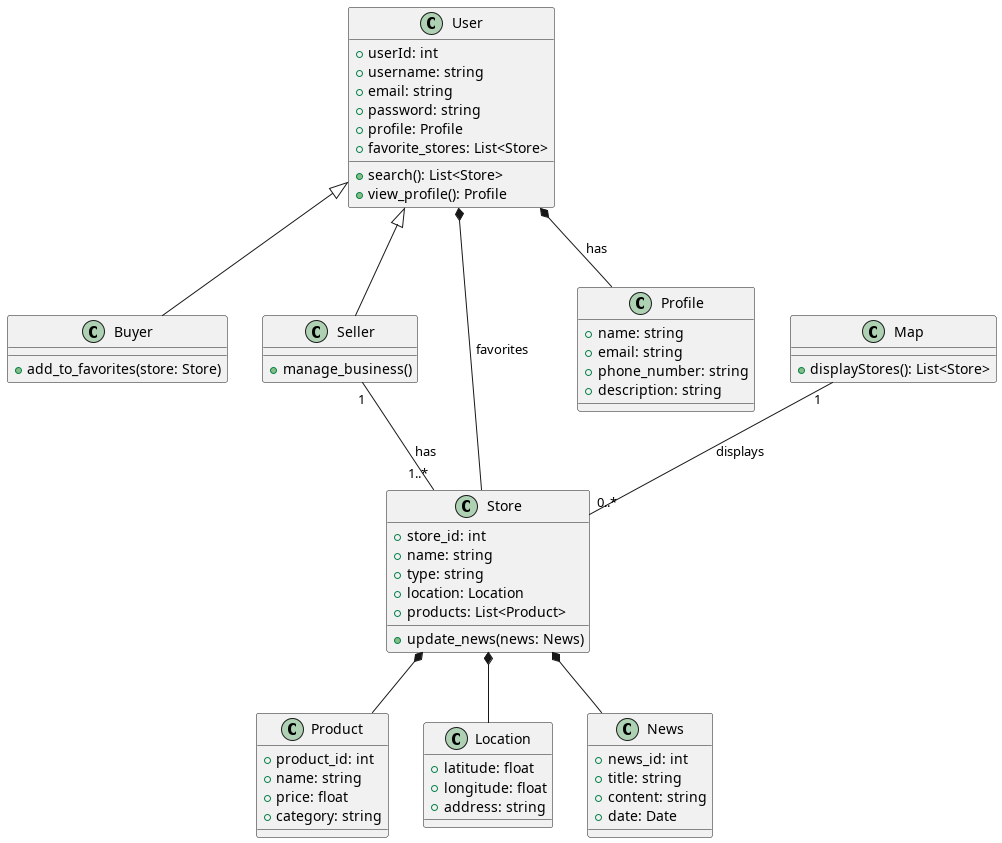 User
userId: int
username: string
email: string
password: string
profile: Profile
favorite_stores: List<Store>
search(): List<Store>
view_profile(): Profile
has
Buyer
add_to_favorites(store: Store)
Seller
manage_business()
favorites
Profile
name: string
email: string
phone_number: string
description: string
Map
displayStores(): List<Store>
1
has
1..*
1
displays
0..*
Store
store_id: int
name: string
type: string
location: Location
products: List<Product>
update_news(news: News)
Product
product_id: int
name: string
price: float
category: string
Location
latitude: float
longitude: float
address: string
News
news_id: int
title: string
content: string
date: Date